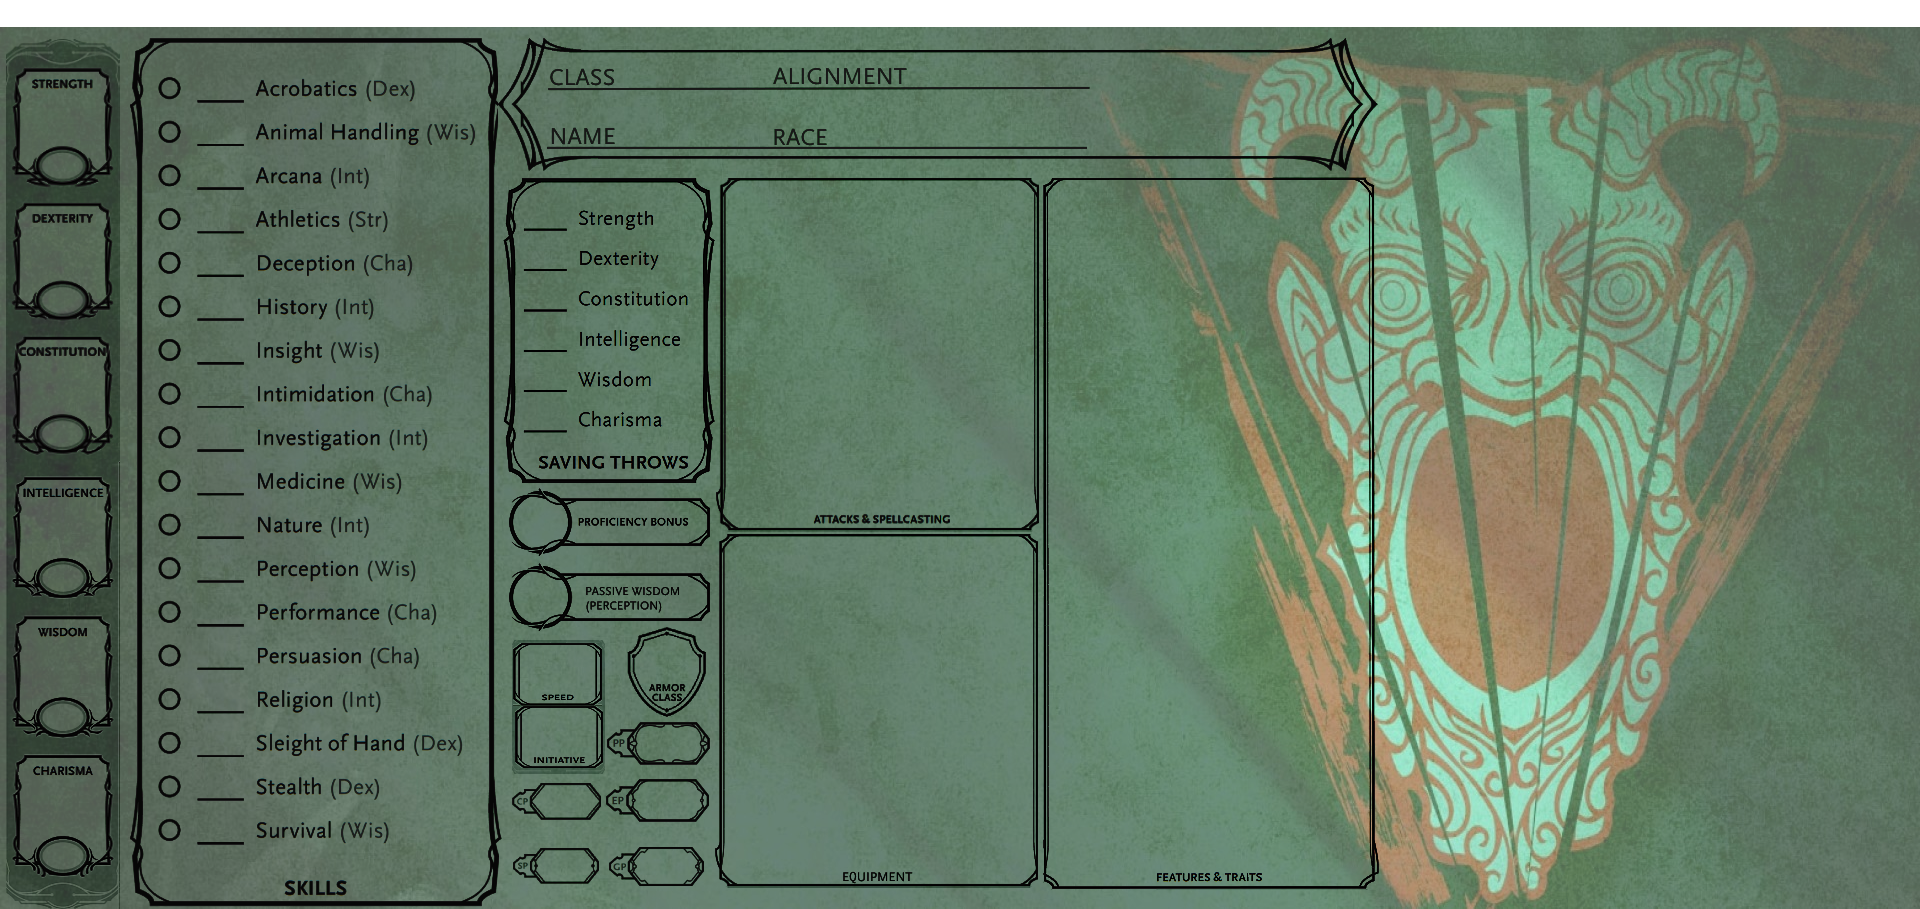 STRENGTH
DEXTERITY
CONSTITUTION
INTELLIGENCE
WISDOM
CHARISMA
Acrobatics (Dex)
Animal Handling (Wis)
Arcana (Int)
Athletics (Str)
Deception (Cha)
History (Int)
Insight (Wis)
Intimidation (Cha)
Investigation (Int)
Medicine (Wis)
Nature (Int)
Perception (Wis)
Performance (Cha)
Persuasion (Cha)
Religion (Int)
Sleight of Hand (Dex)
Stealth (Dex)
Survival (Wis)
SKILLS
CLASS ALIGNMENT
NAME RACE
Strength
Dexterity
Constitution
Intelligence
Wisdom
Charisma
SAVING THROWS
PROFICIENCY BONUS
PASSIVE WISDOM
(PERCEPTION)
SPEED
ARMOR
CLASS
INITIATIVE
PP
CP
EP
SP
GP
ATTACKS & SPELLCASTING
EQUIPMENT
FEATURES & TRAITS